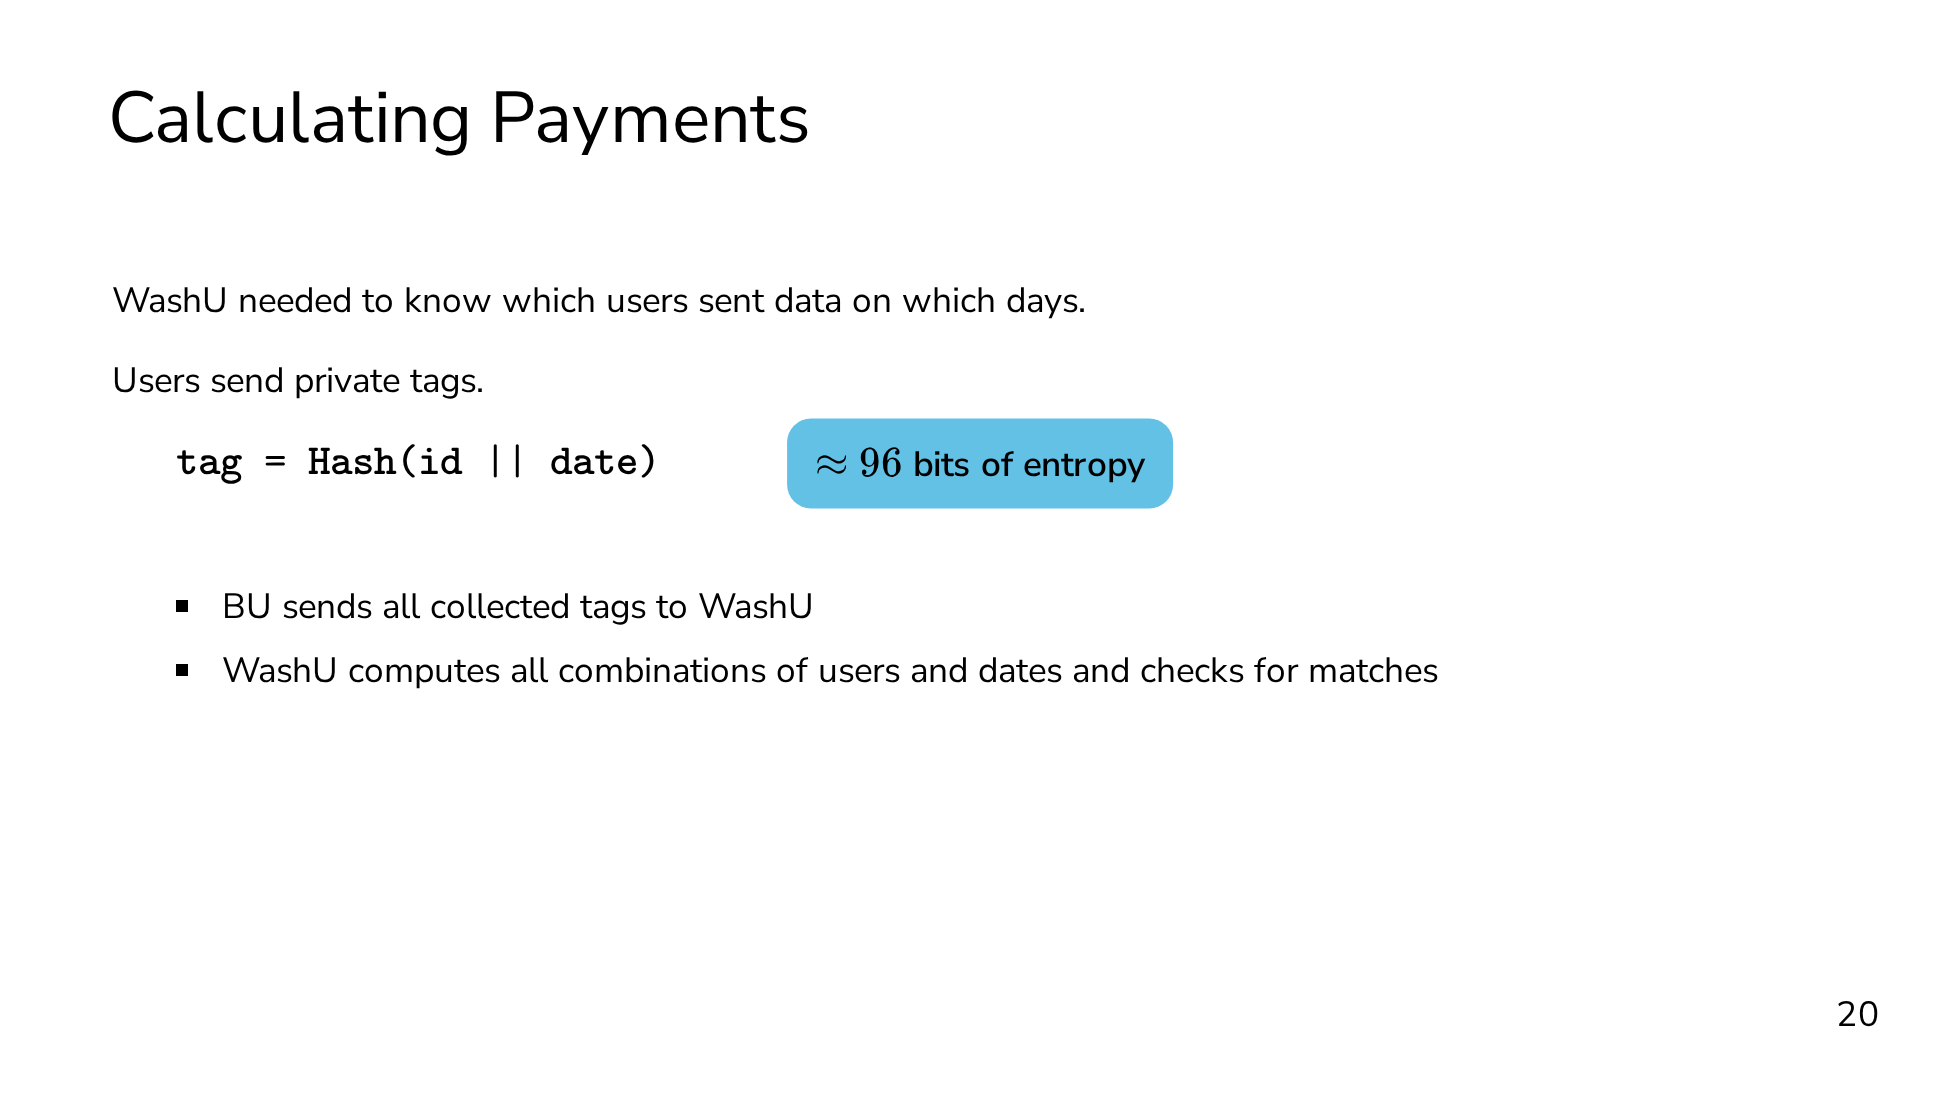 Calculating Payments
WashU needed to know which users sent data on which days.
Users send private tags.
tag = Hash(id || date)
≈ 96 bits of entropy
▪ BU sends all collected tags to WashU
▪ WashU computes all combinations of users and dates and checks for matches
20